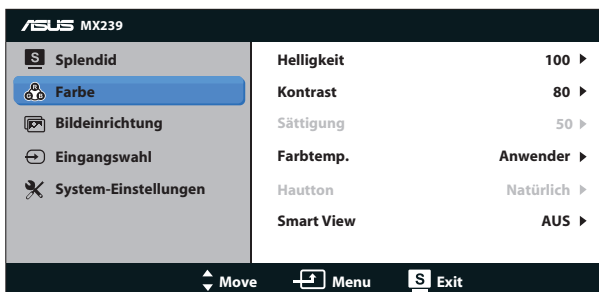 ASUS MX239
S Splendid
Farbe
Bildeinrichtung
Eingangswahl
System-Einstellungen
Helligkeit 100
Kontrast 80
Sättigung 50
Farbtemp. Anwender
Hautton Natürlich
Smart View AUS
Move Menu S Exit